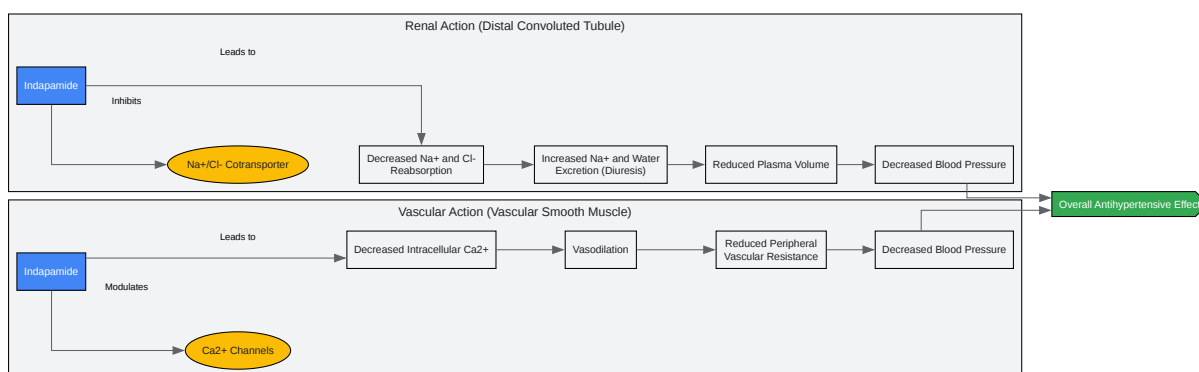 Renal Action (Distal Convoluted Tubule)
Leads to
Indapamide
Inhibits
Na+/Cl- Cotransporter
Decreased Na+ and Cl-
Reabsorption
Increased Na+ and Water
Excretion (Diuresis)
Reduced Plasma Volume
Decreased Blood Pressure
Overall Antihypertensive Effect
Vascular Action (Vascular Smooth Muscle)
Leads to
Indapamide
Modulates
Ca2+ Channels
Decreased Intracellular Ca2+
Vasodilation
Reduced Peripheral
Vascular Resistance
Decreased Blood Pressure